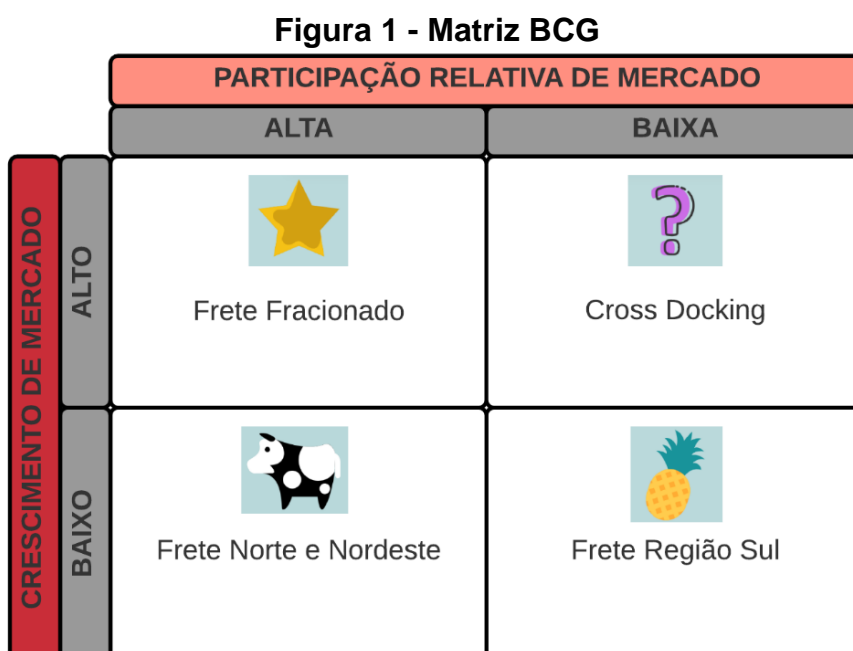 Figura 1 - Matriz BCG
PARTICIPAÇÃO RELATIVA DE MERCADO
ALTA
BAIXA
CRESCIMENTO DE MERCADO
ALTO
Frete Fracionado
Cross Docking
BAIXO
Frete Norte e Nordeste
Frete Região Sul